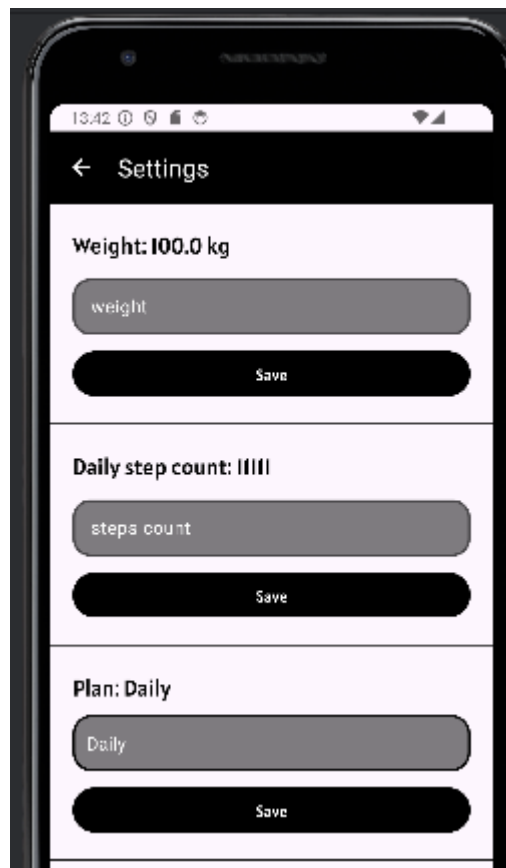 13:42
Settings
Weight: 100.0 kg
weight
Save
Daily step count: 11111
steps count
Save
Plan: Daily
Daily
Save